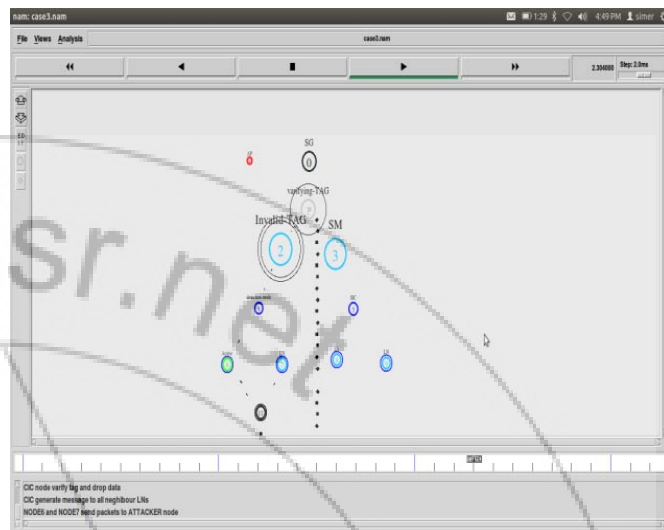 nam: case3.nam
1:29 4:49 PM simer
File Views Analysis
case3.nam
2.304000
Step: 2.0ms
SG
0
varifying-TAG
Invalid-TAG
SM
2
3
sr.net
CIC node varify tag and drop data
CIC generate message to all neghibour LNs
NODE6 and NODE7 send packets to ATTACKER node